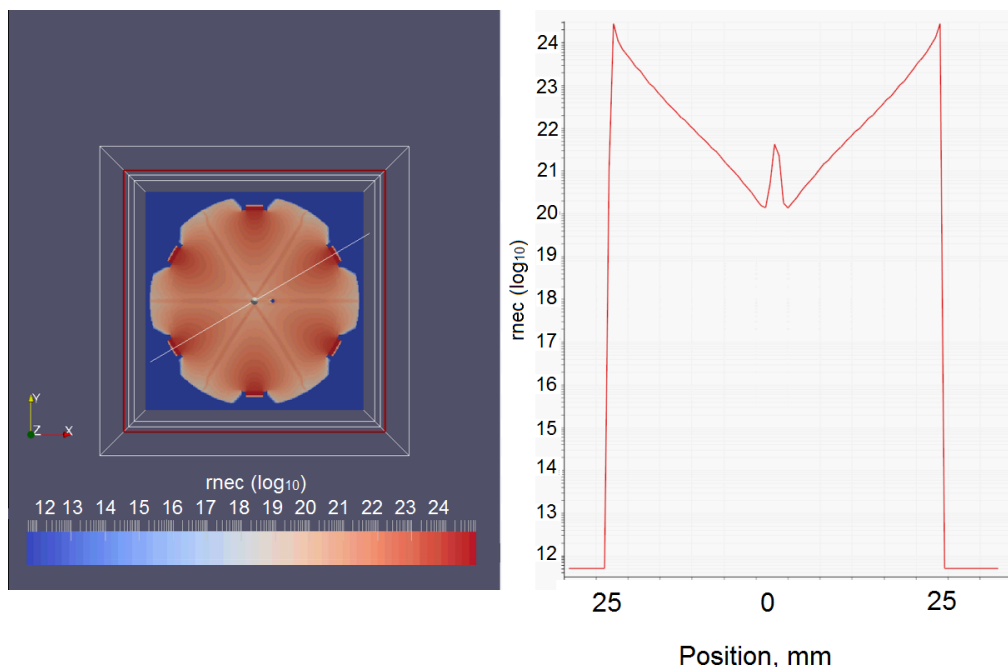 Y
Z
X
rnec (log₁₀)
12 13 14 15 16 17 18 19 20 21 22 23 24
24
23
22
21
20
19
18
17
16
15
14
13
12
rnec (log₁₀)
25 0 25
Position, mm